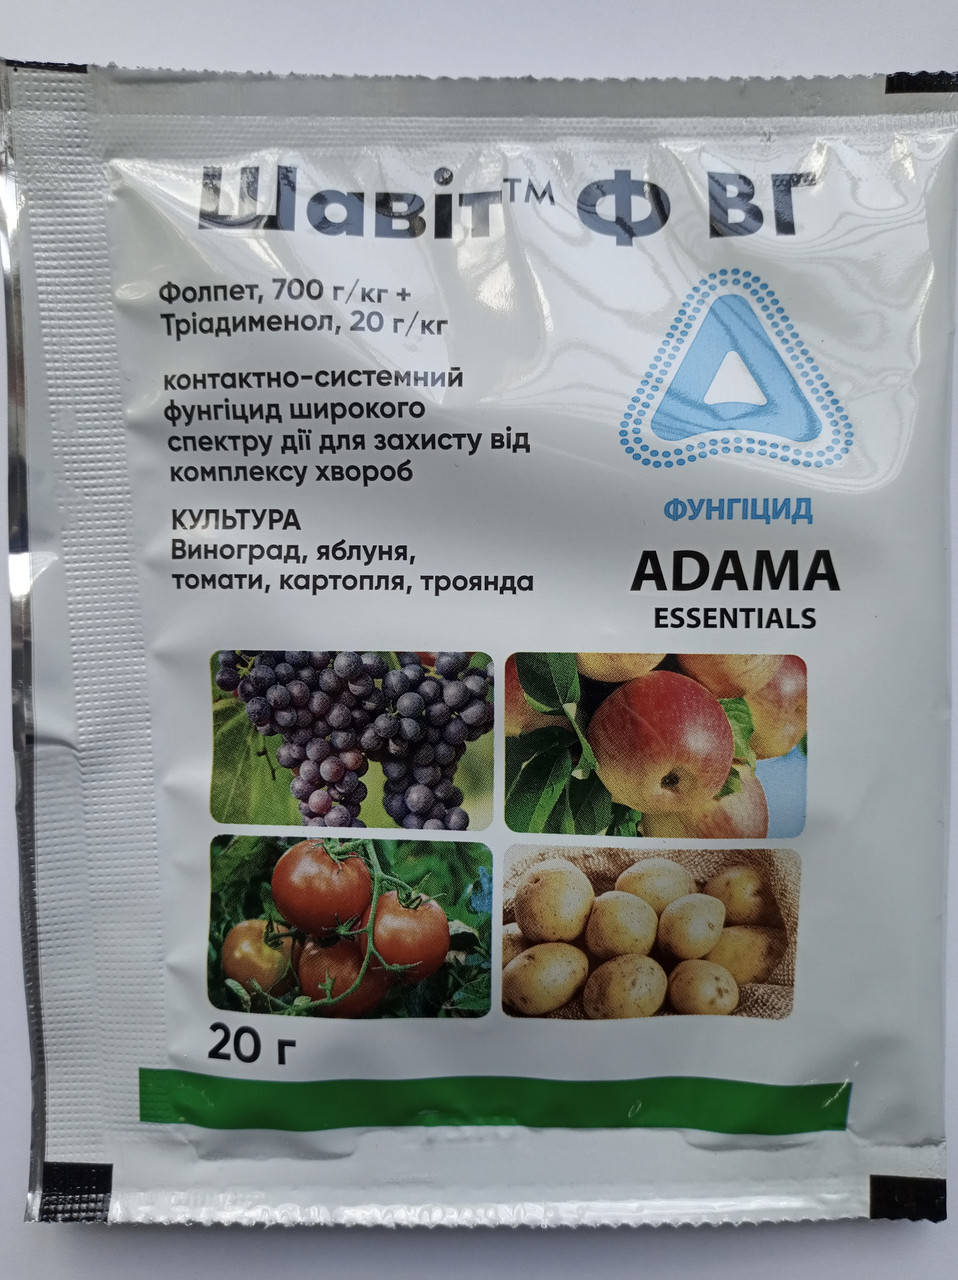 Шавіт™ Ф ВГ
Фолпет, 700 г/кг +
Тріадименол, 20 г/кг
контактно-системний
фунгіцид широкого
спектру дії для захисту від
комплексу хвороб
КУЛЬТУРА
Виноград, яблуня,
томати, картопля, троянда
ФУНГІЦИД
ADAMA
ESSENTIALS
20 г